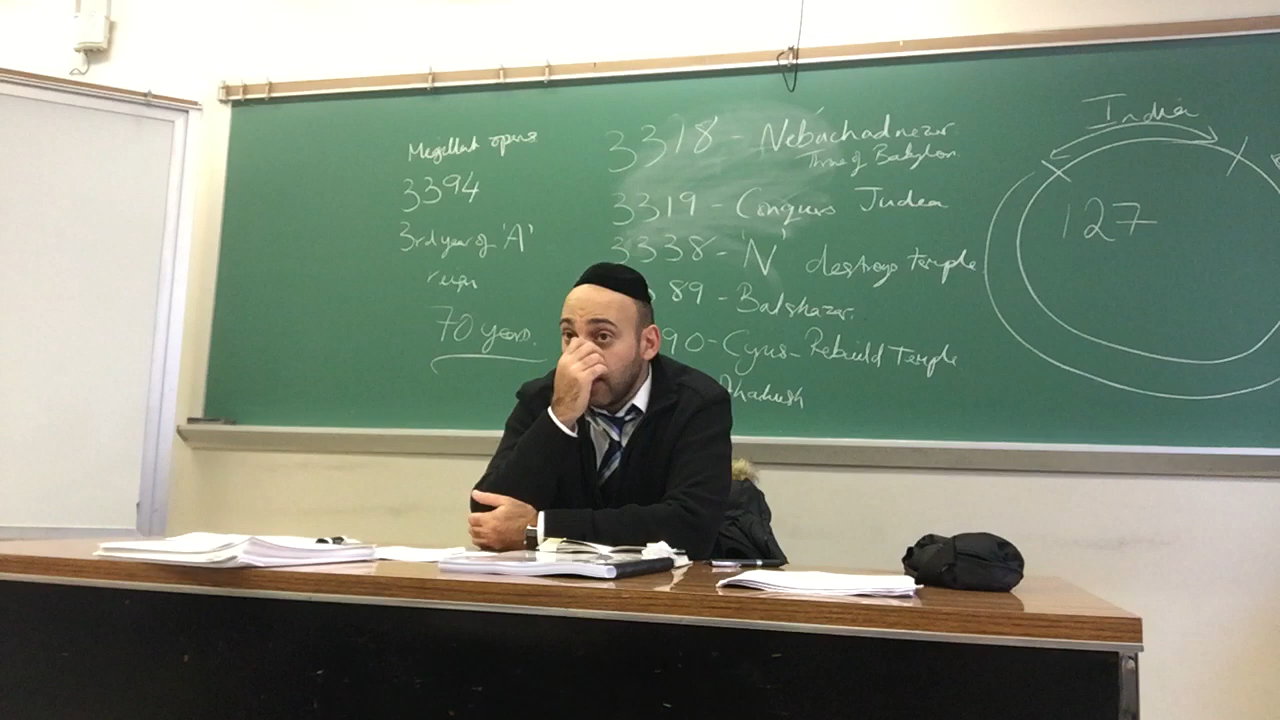 Megillah opens
3394
3rd year of 'A'
reign
70 years.
3318 - Nebachadnezar
Throne of Babylon.
3319 - Conquers Judea
3338 - 'N' destroys temple
89 - Balshazar.
90 - Cyrus - Rebuild Temple
India
127